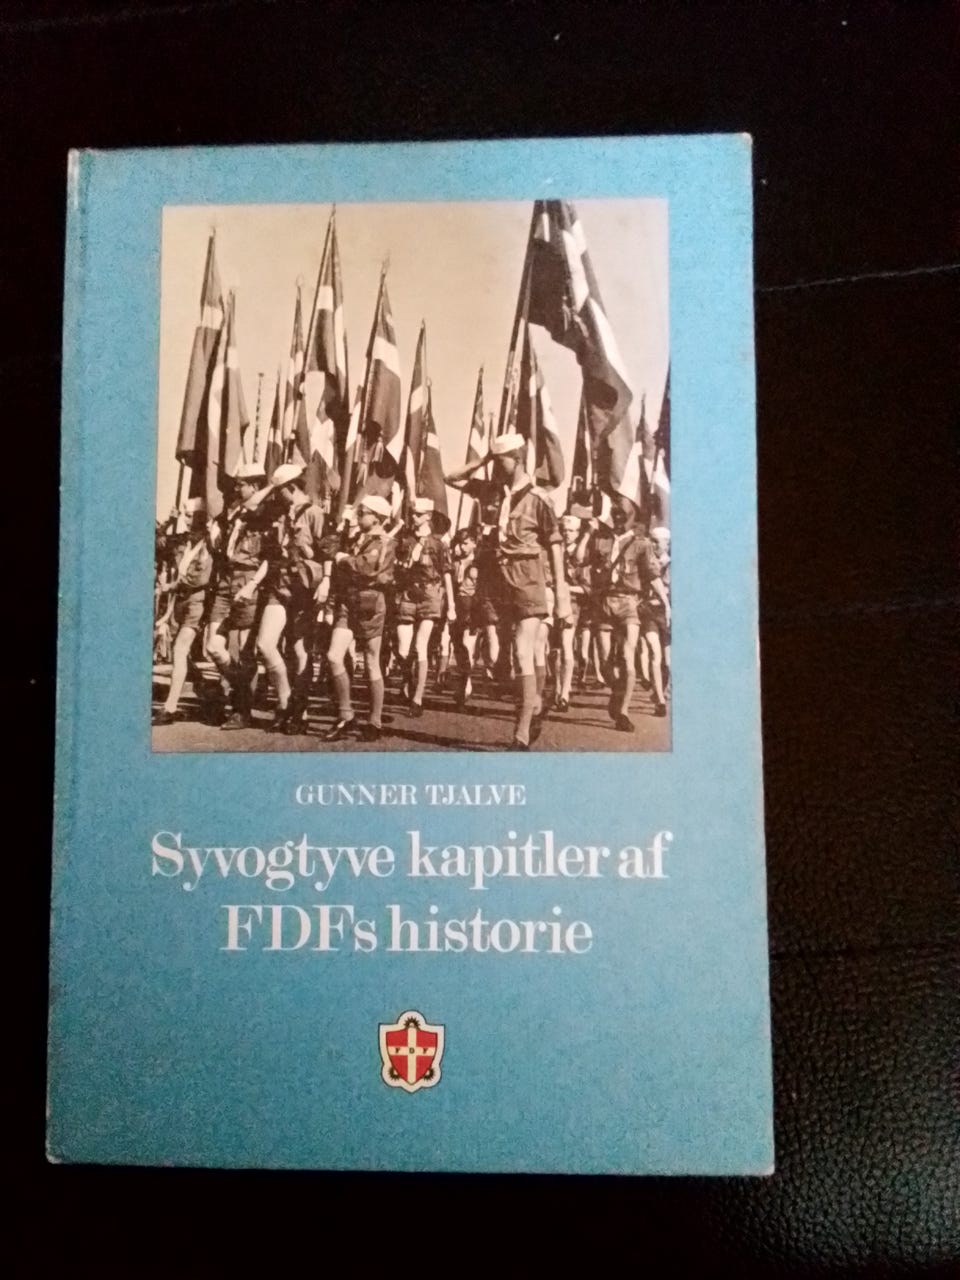 GUNNER TJALVE
Syvogtyve kapitler af
FDFs historie
F D F